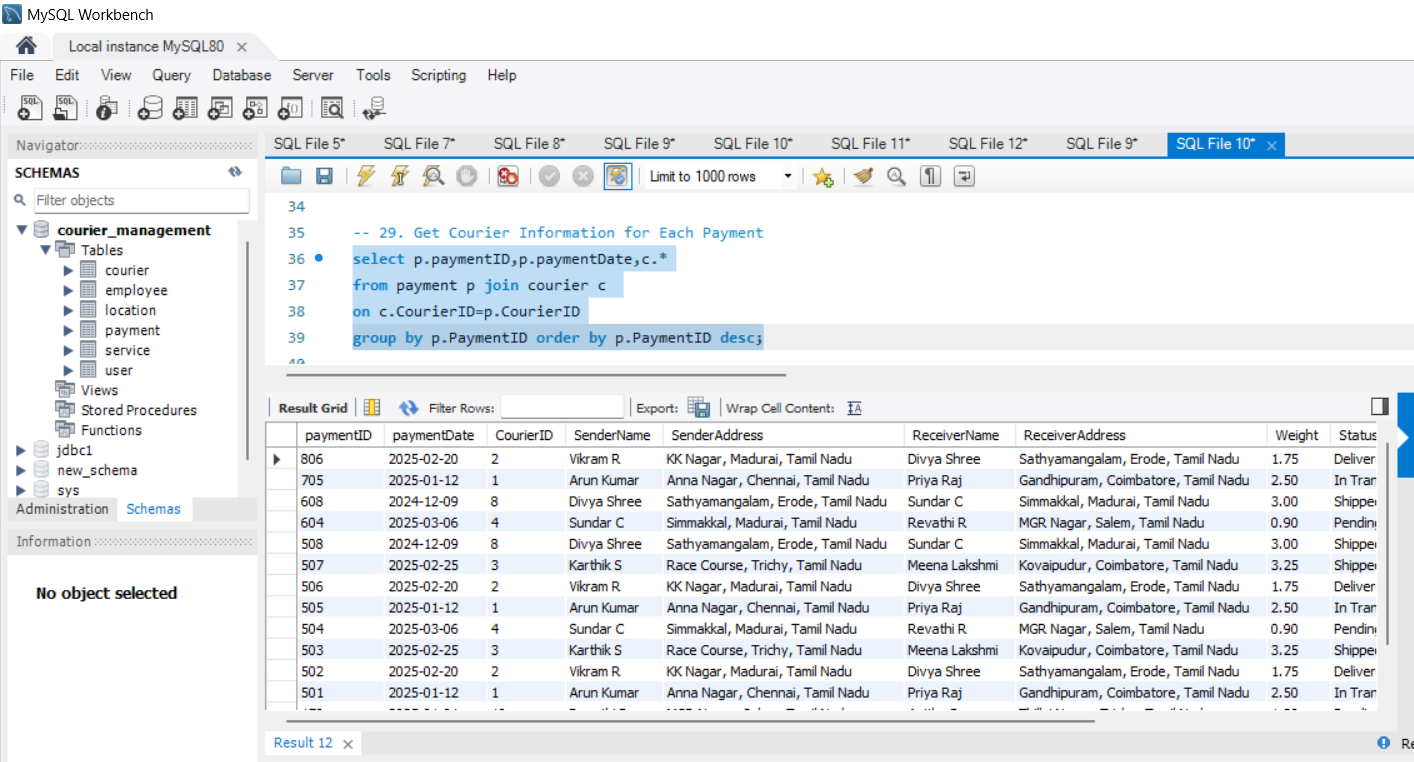 MySQL Workbench
Local instance MySQL80
File Edit View Query Database Server Tools Scripting Help
Navigator
SCHEMAS
Filter objects
courier_management
Tables
courier
employee
location
payment
service
user
Views
Stored Procedures
Functions
jdbc1
new_schema
sys
Administration Schemas
Information
No object selected
SQL File 5* SQL File 7* SQL File 8* SQL File 9* SQL File 10* SQL File 11* SQL File 12* SQL File 9* SQL File 10*
Limit to 1000 rows
34
35 -- 29. Get Courier Information for Each Payment
36 select p.paymentID,p.paymentDate,c.*
37 from payment p join courier c
38 on c.CourierID=p.CourierID
39 group by p.PaymentID order by p.PaymentID desc;
Result Grid Filter Rows: Export: Wrap Cell Content:
paymentID paymentDate CourierID SenderName SenderAddress ReceiverName ReceiverAddress Weight Status
806 2025-02-20 2 Vikram R KK Nagar, Madurai, Tamil Nadu Divya Shree Sathyamangalam, Erode, Tamil Nadu 1.75 Deliver
705 2025-01-12 1 Arun Kumar Anna Nagar, Chennai, Tamil Nadu Priya Raj Gandhipuram, Coimbatore, Tamil Nadu 2.50 In Tran
608 2024-12-09 8 Divya Shree Sathyamangalam, Erode, Tamil Nadu Sundar C Simmakkal, Madurai, Tamil Nadu 3.00 Shippe
604 2025-03-06 4 Sundar C Simmakkal, Madurai, Tamil Nadu Revathi R MGR Nagar, Salem, Tamil Nadu 0.90 Pending
508 2024-12-09 8 Divya Shree Sathyamangalam, Erode, Tamil Nadu Sundar C Simmakkal, Madurai, Tamil Nadu 3.00 Shippe
507 2025-02-25 3 Karthik S Race Course, Trichy, Tamil Nadu Meena Lakshmi Kovaipudur, Coimbatore, Tamil Nadu 3.25 Shippe
506 2025-02-20 2 Vikram R KK Nagar, Madurai, Tamil Nadu Divya Shree Sathyamangalam, Erode, Tamil Nadu 1.75 Deliver
505 2025-01-12 1 Arun Kumar Anna Nagar, Chennai, Tamil Nadu Priya Raj Gandhipuram, Coimbatore, Tamil Nadu 2.50 In Tran
504 2025-03-06 4 Sundar C Simmakkal, Madurai, Tamil Nadu Revathi R MGR Nagar, Salem, Tamil Nadu 0.90 Pending
503 2025-02-25 3 Karthik S Race Course, Trichy, Tamil Nadu Meena Lakshmi Kovaipudur, Coimbatore, Tamil Nadu 3.25 Shippe
502 2025-02-20 2 Vikram R KK Nagar, Madurai, Tamil Nadu Divya Shree Sathyamangalam, Erode, Tamil Nadu 1.75 Deliver
501 2025-01-12 1 Arun Kumar Anna Nagar, Chennai, Tamil Nadu Priya Raj Gandhipuram, Coimbatore, Tamil Nadu 2.50 In Tran
Result 12
Re